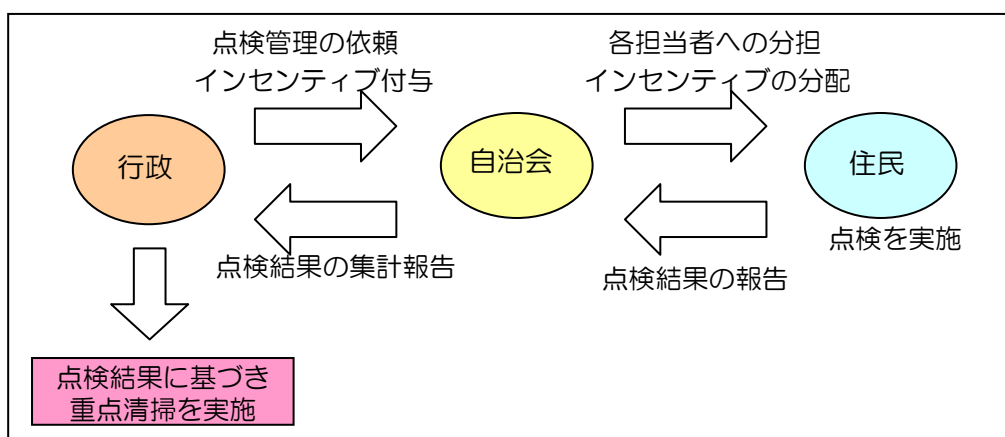 点検管理の依頼
インセンティブ付与
各担当者への分担
インセンティブの分配
行政
自治会
住民
点検を実施
点検結果の集計報告
点検結果の報告
点検結果に基づき
重点清掃を実施